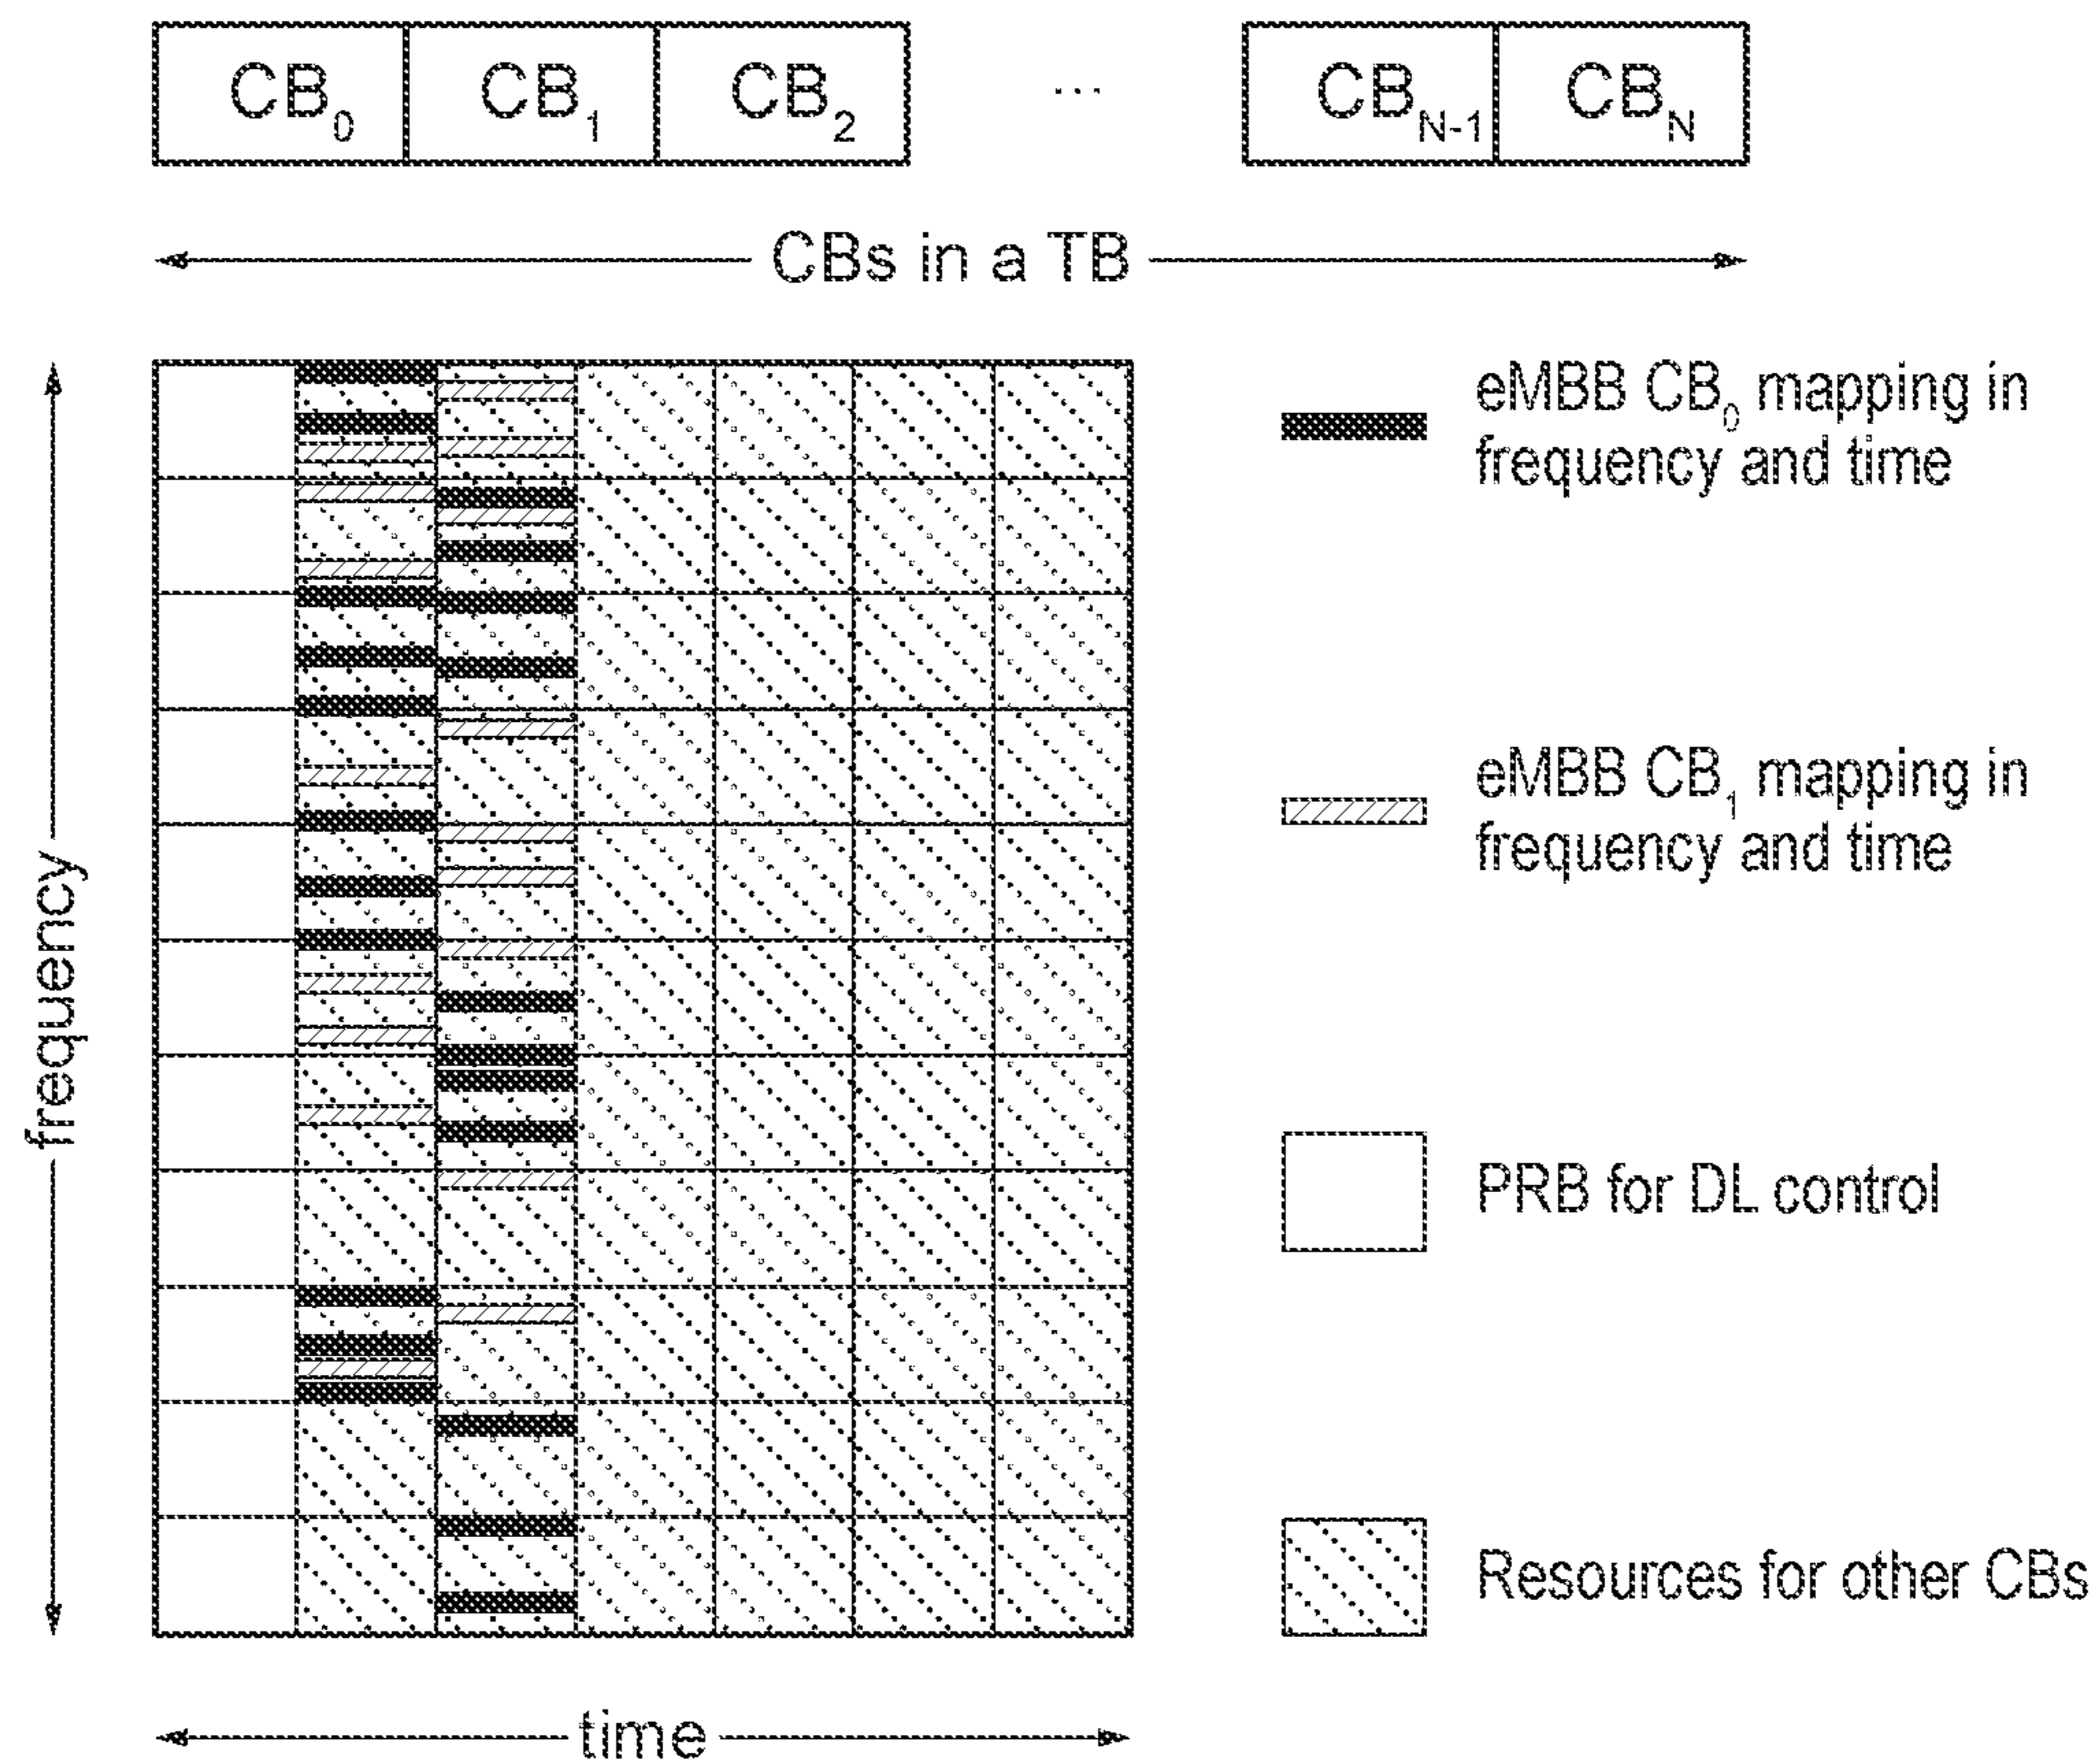 CB0 CB1 CB2 ... CBN-1 CBN
CBs in a TB
eMBB CB0 mapping in
frequency and time
eMBB CB1 mapping in
frequency and time
frequency
PRB for DL control
Resources for other CBs
time